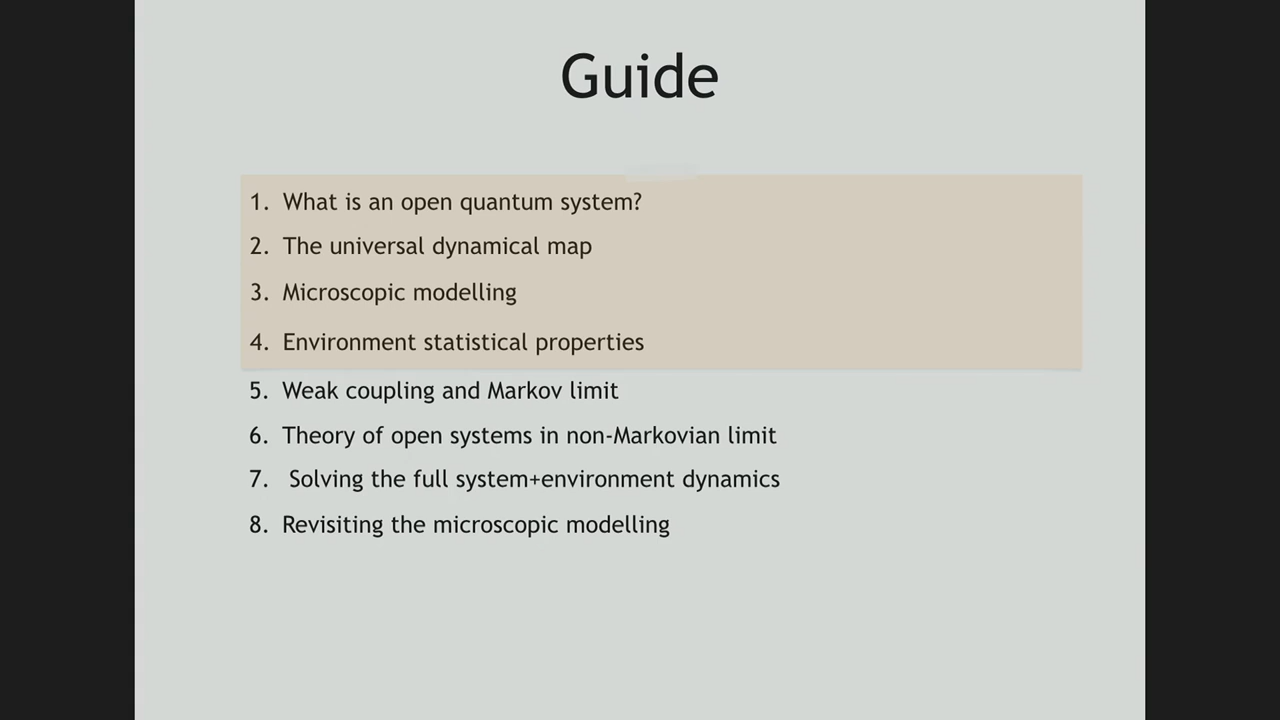 Guide
1. What is an open quantum system?
2. The universal dynamical map
3. Microscopic modelling
4. Environment statistical properties
5. Weak coupling and Markov limit
6. Theory of open systems in non-Markovian limit
7. Solving the full system+environment dynamics
8. Revisiting the microscopic modelling